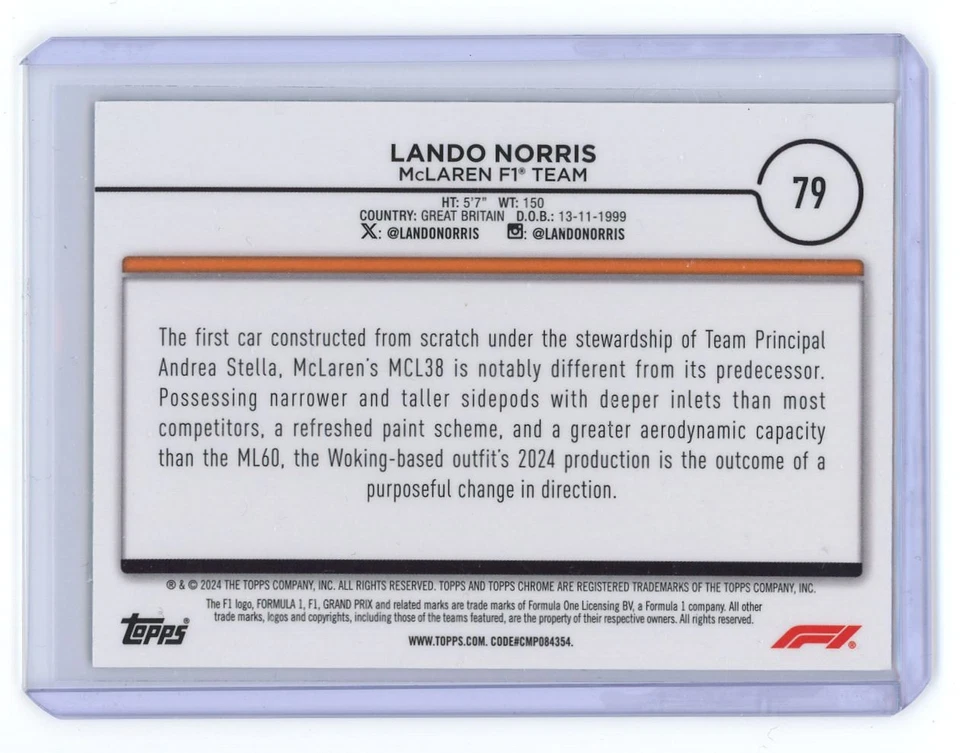 LANDO NORRIS
McLAREN F1® TEAM
79
HT: 5'7" WT: 150
COUNTRY: GREAT BRITAIN D.O.B.: 13-11-1999
X: @LANDONORRIS : @LANDONORRIS
The first car constructed from scratch under the stewardship of Team Principal
Andrea Stella, McLaren's MCL38 is notably different from its predecessor.
Possessing narrower and taller sidepods with deeper inlets than most
competitors, a refreshed paint scheme, and a greater aerodynamic capacity
than the ML60, the Woking-based outfit's 2024 production is the outcome of a
purposeful change in direction.
® & © 2024 THE TOPPS COMPANY, INC. ALL RIGHTS RESERVED. TOPPS AND TOPPS CHROME ARE REGISTERED TRADEMARKS OF THE TOPPS COMPANY, INC.
The F1 logo, FORMULA 1, F1, GRAND PRIX and related marks are trade marks of Formula One Licensing BV, a Formula 1 company. All other
trade marks, logos and copyrights, including those of the teams featured, are the property of their respective owners. All rights reserved.
WWW.TOPPS.COM. CODE#CMP084354.
Topps®
F1®